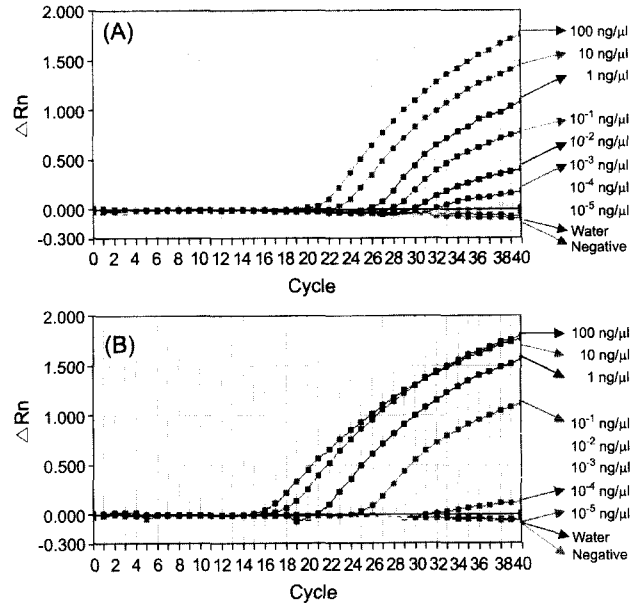 (A)
2.000
1.500
1.000
0.500
0.000
-0.300
△Rn
0 2 4 6 8 10 12 14 16 18 20 22 24 26 28 30 32 34 36 38 40
Cycle
100 ng/μl
10 ng/μl
1 ng/μl
10⁻¹ ng/μl
10⁻² ng/μl
10⁻³ ng/μl
10⁻⁴ ng/μl
10⁻⁵ ng/μl
Water
Negative
(B)
2.000
1.500
1.000
0.500
0.000
-0.300
△Rn
0 2 4 6 8 10 12 14 16 18 20 22 24 26 28 30 32 34 36 38 40
Cycle
100 ng/μl
10 ng/μl
1 ng/μl
10⁻¹ ng/μl
10⁻² ng/μl
10⁻³ ng/μl
10⁻⁴ ng/μl
10⁻⁵ ng/μl
Water
Negative